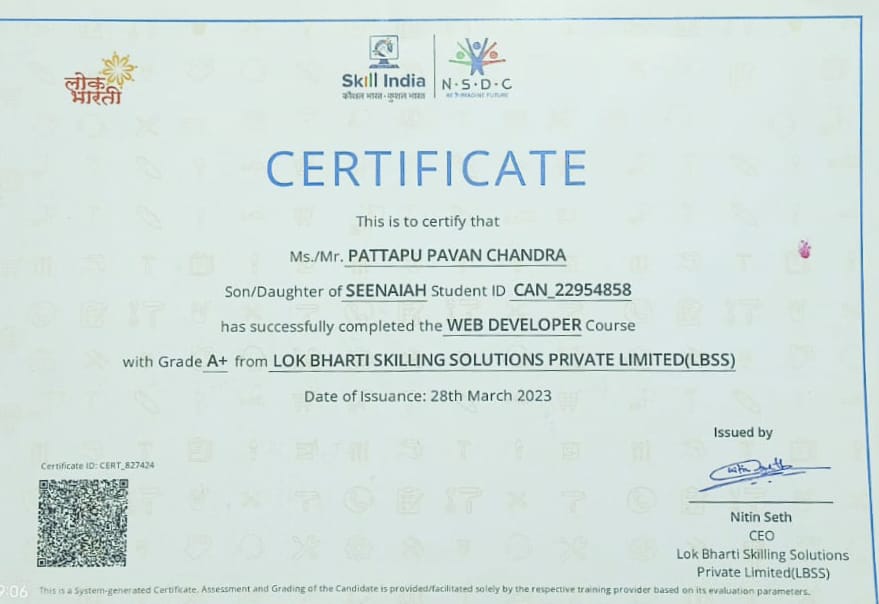 लोक
भारती
Skill India
कौशल भारत - कुशल भारत
N·S·D·C
CERTIFICATE
This is to certify that
Ms./Mr. PATTAPU PAVAN CHANDRA
Son/Daughter of SEENAIAH Student ID CAN_22954858
has successfully completed the WEB DEVELOPER Course
with Grade A+ from LOK BHARTI SKILLING SOLUTIONS PRIVATE LIMITED(LBSS)
Date of Issuance: 28th March 2023
Issued by
Certificate ID: CERT_827424
Nitin Seth
CEO
Lok Bharti Skilling Solutions
Private Limited(LBSS)
9:06
This is a System-generated Certificate. Assessment and Grading of the Candidate is provided/facilitated solely by the respective training provider based on its evaluation parameters.